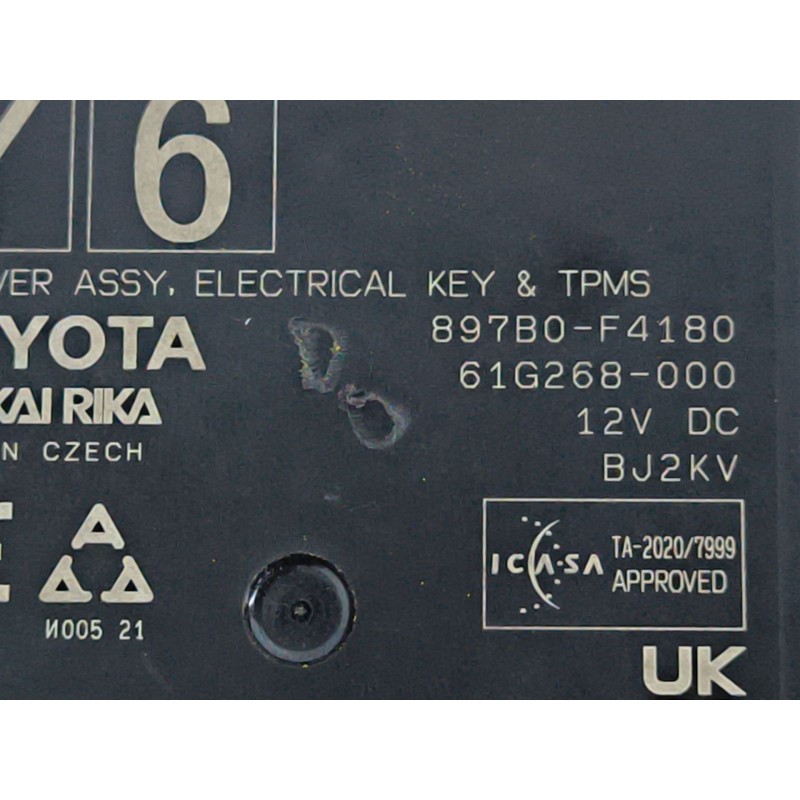 6
VER ASSY, ELECTRICAL KEY & TPMS
OYOTA 897B0-F4180
61G268-000
KAI RIKA
12V DC
N CZECH
BJ2KV
A
ICASA TA-2020/7999
APPROVED
И005 21
UK